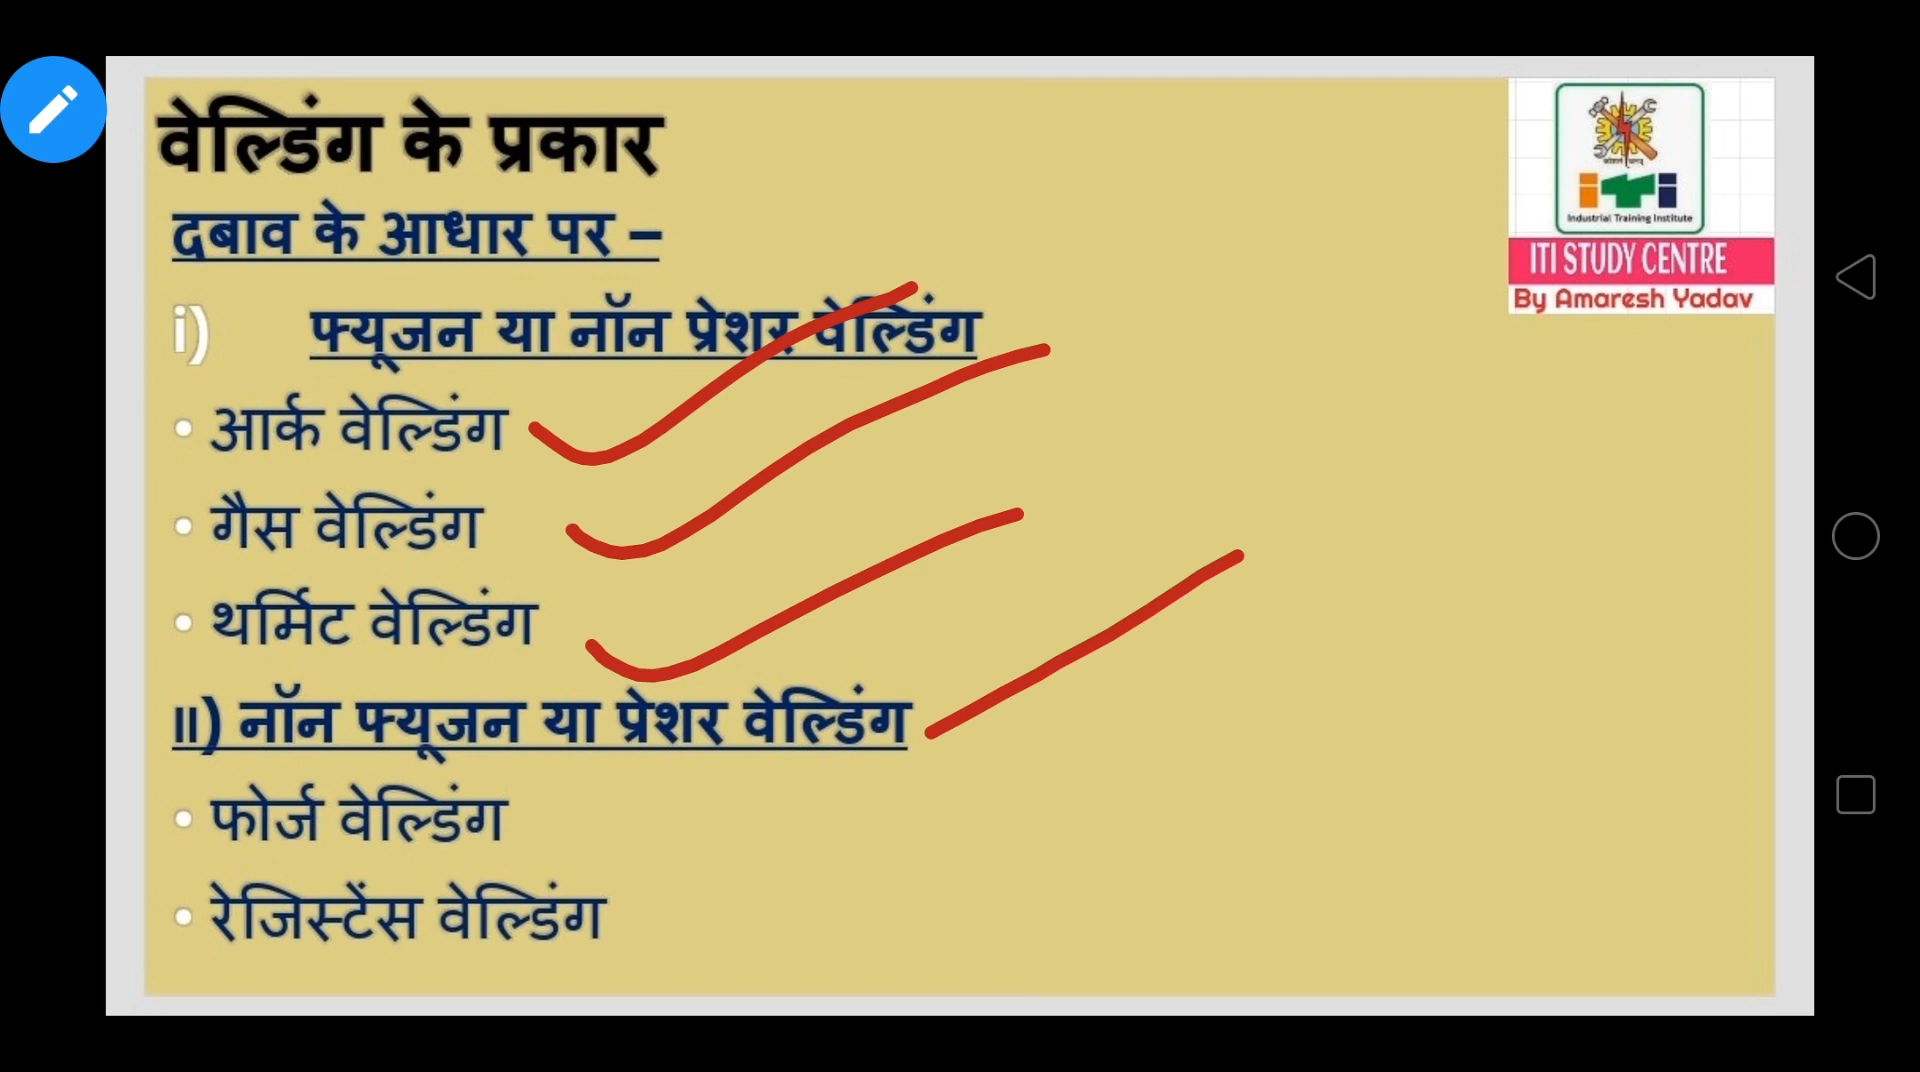 वेल्डिंग के प्रकार
दबाव के आधार पर –
i) फ्यूजन या नॉन प्रेशर वेल्डिंग
• आर्क वेल्डिंग
• गैस वेल्डिंग
• थर्मिट वेल्डिंग
II) नॉन फ्यूजन या प्रेशर वेल्डिंग
• फोर्ज वेल्डिंग
• रेजिस्टेंस वेल्डिंग
iti
Industrial Training Institute
ITI STUDY CENTRE
By Amaresh Yadav